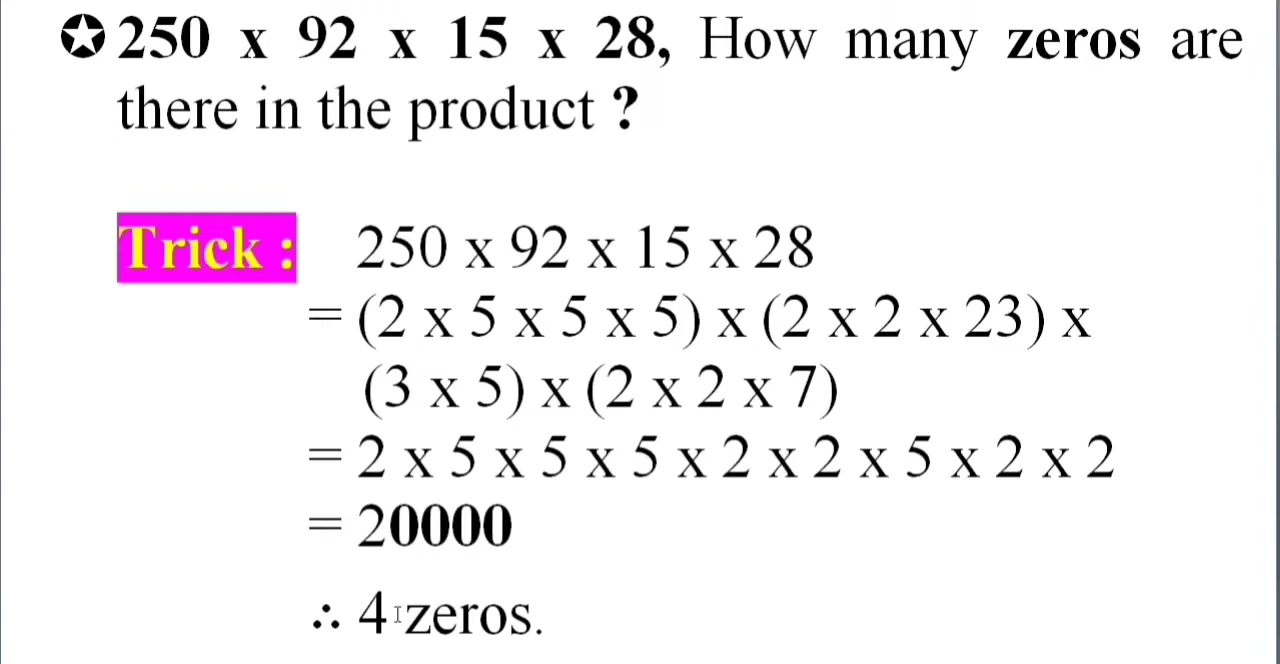 ✪ 250 x 92 x 15 x 28, How many zeros are
there in the product ?
Trick : 250 x 92 x 15 x 28
= (2 x 5 x 5 x 5) x (2 x 2 x 23) x
(3 x 5) x (2 x 2 x 7)
= 2 x 5 x 5 x 5 x 2 x 2 x 5 x 2 x 2
= 20000
∴ 4 zeros.